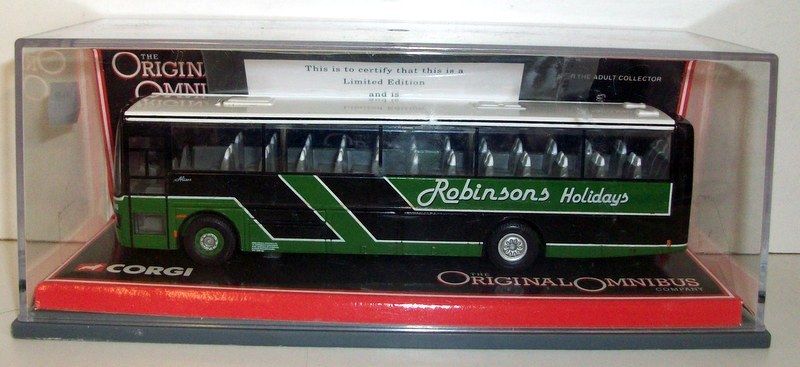 THE
ORIGINAL
OMNIBUS
This is to certify that this is a
Limited Edition
and is
THE ADULT COLLECTOR
Robinsons Holidays
CORGI
THE
ORIGINAL OMNIBUS
COMPANY